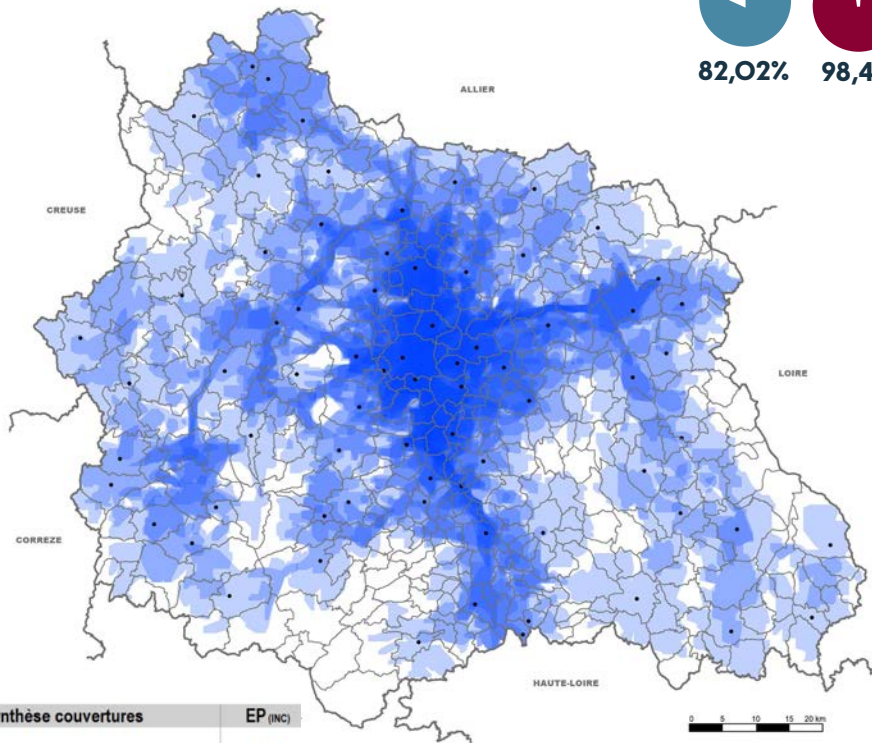 82,02% 98,4
ALLIER
CREUSE
LOIRE
CORREZE
HAUTE-LOIRE
nthèse couvertures EP (INC)
0 5 10 15 20 km